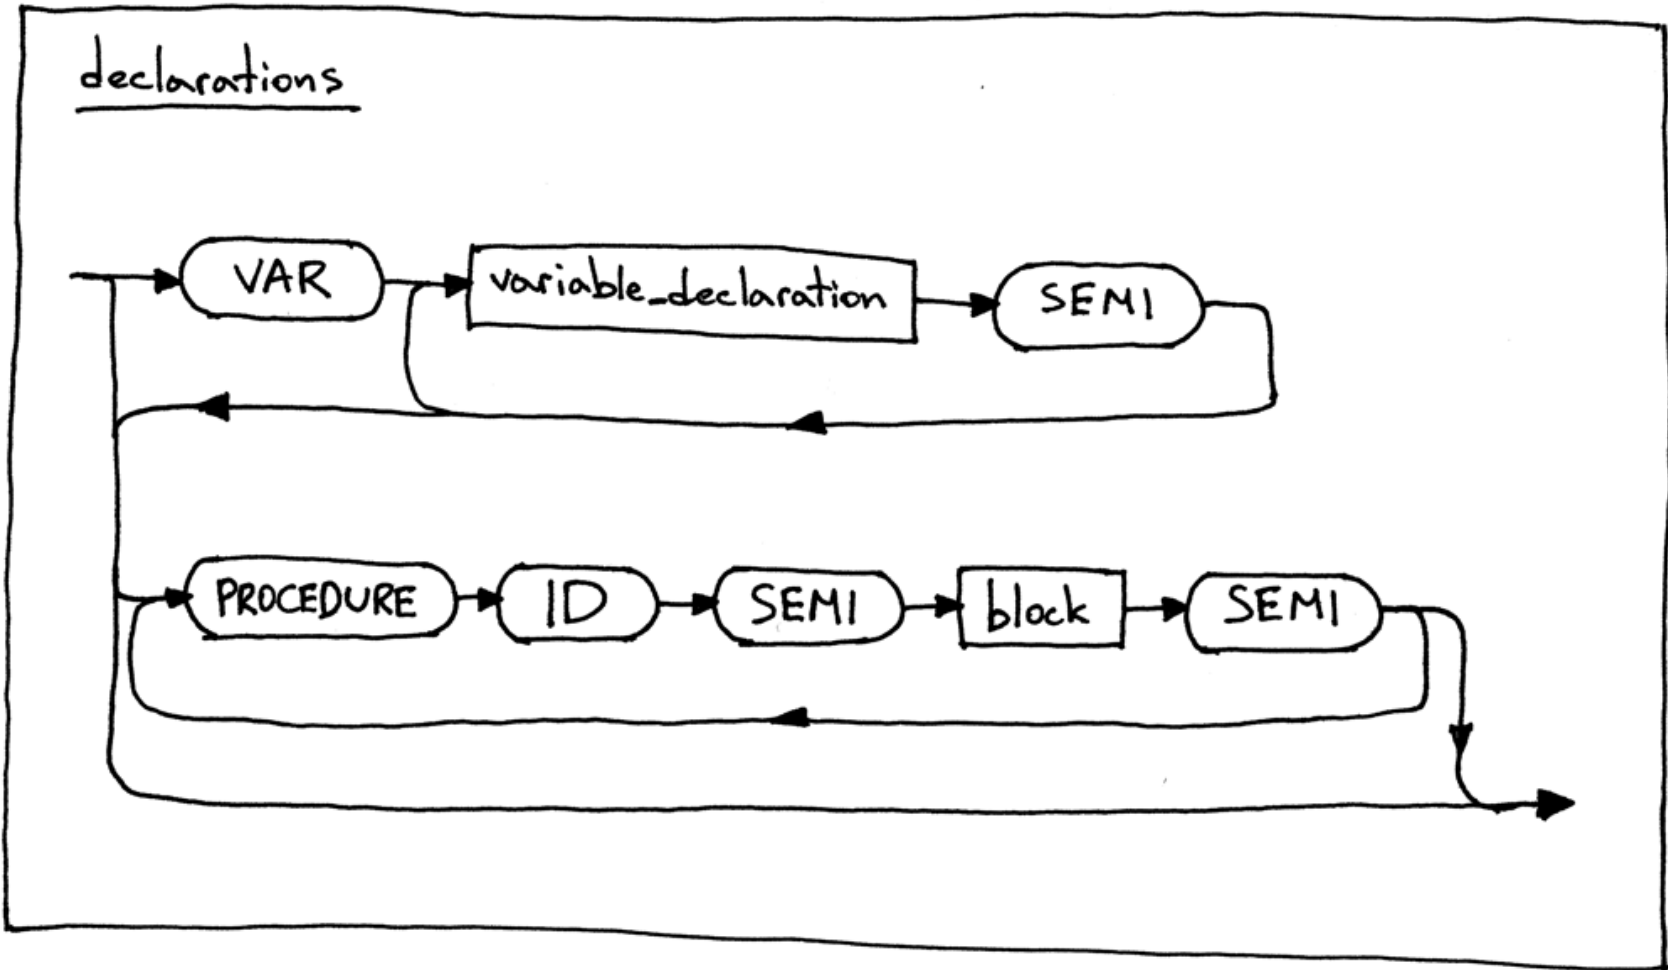 declarations
VAR variable_declaration SEMI
PROCEDURE ID SEMI block SEMI